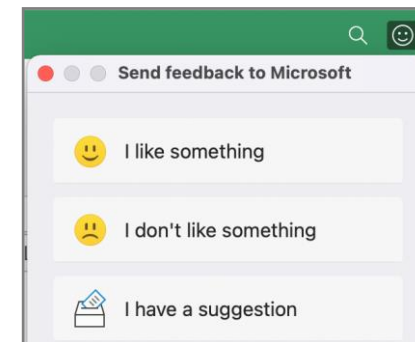 Send feedback to Microsoft
I like something
I don't like something
I have a suggestion